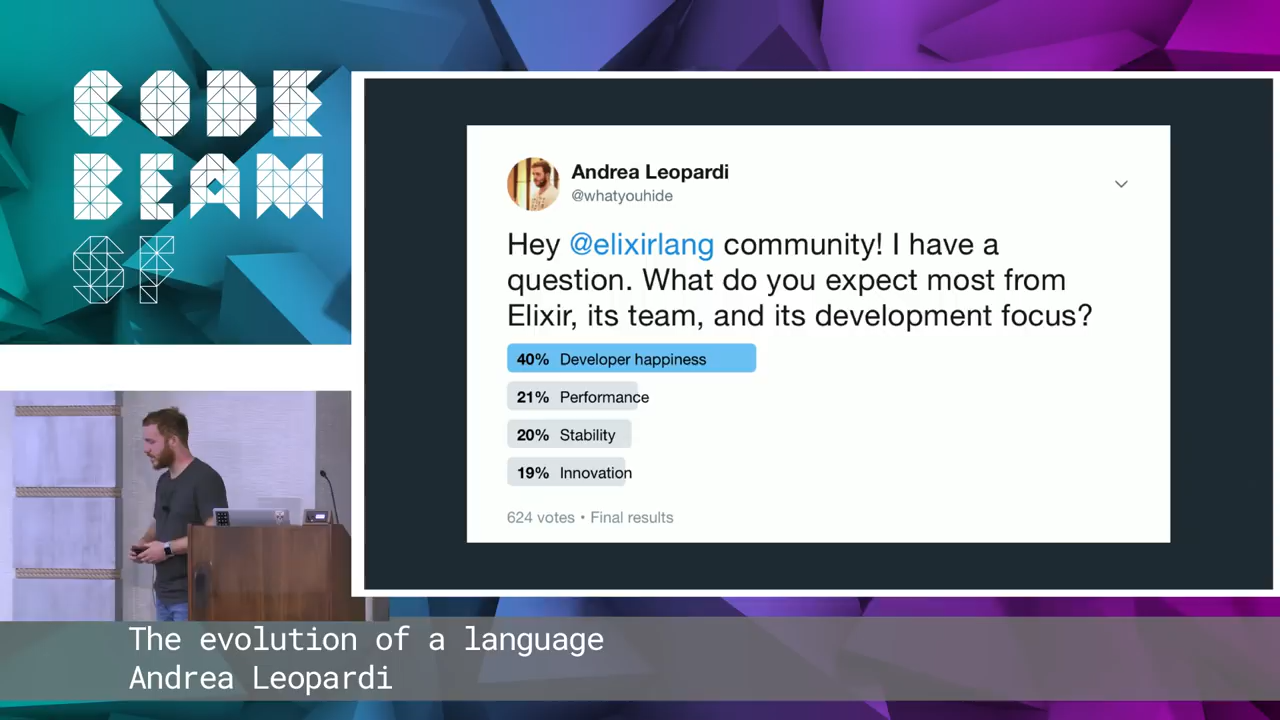 CODE
BEAM
SF
Andrea Leopardi
@whatyouhide
Hey @elixirlang community! I have a
question. What do you expect most from
Elixir, its team, and its development focus?
40% Developer happiness
21% Performance
20% Stability
19% Innovation
624 votes • Final results
The evolution of a language
Andrea Leopardi